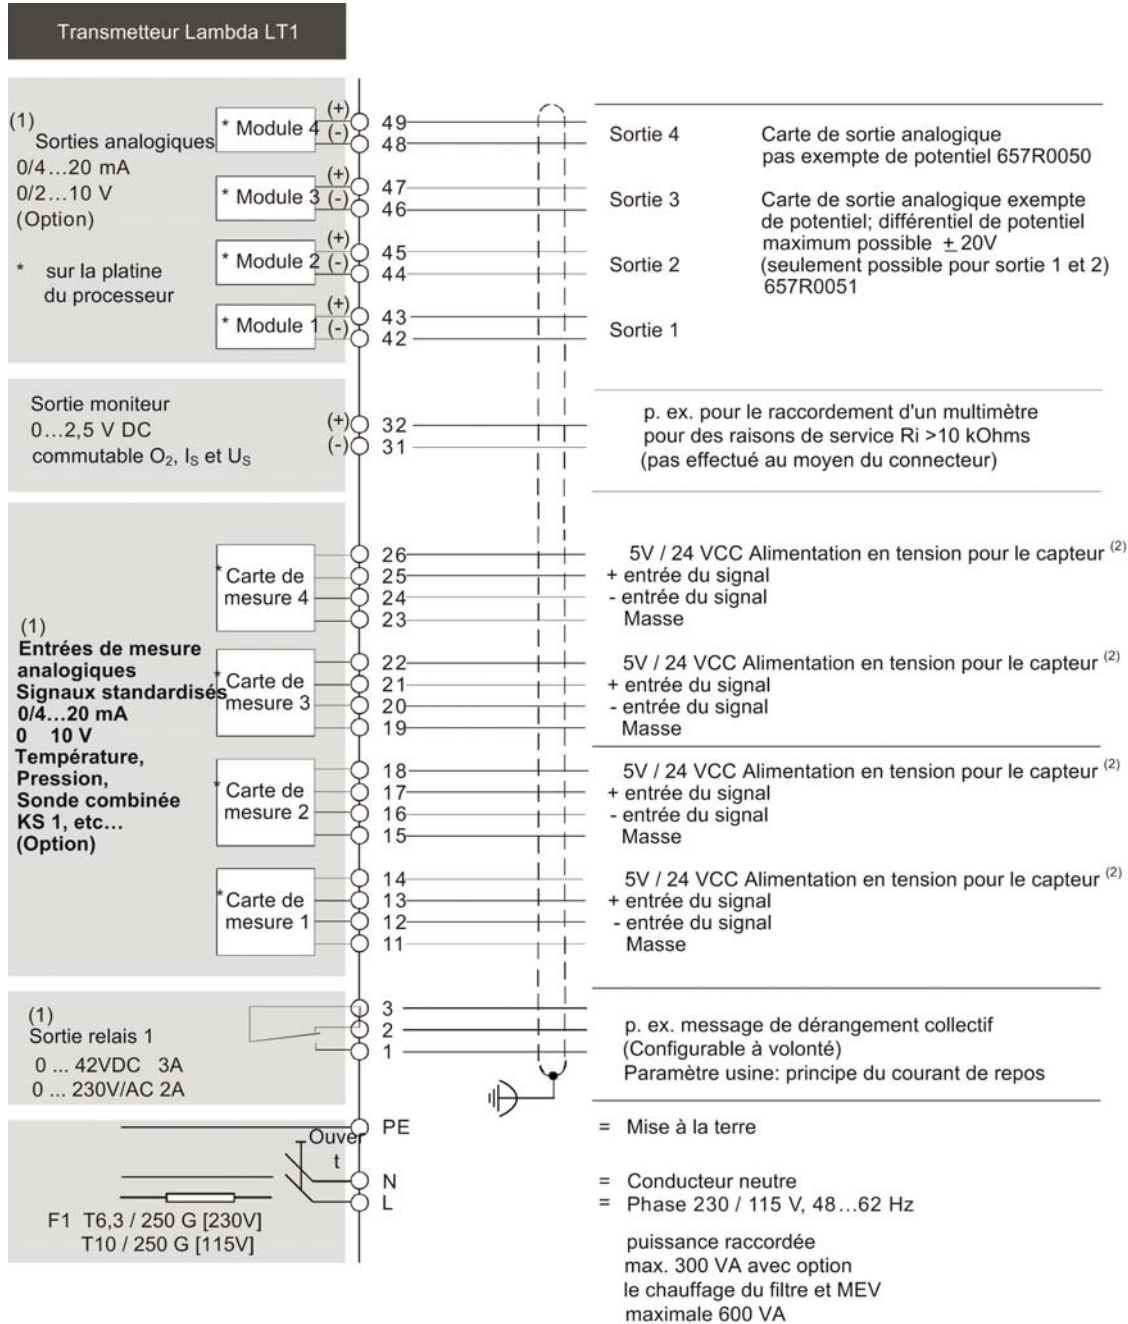 Transmetteur Lambda LT1
(1)
Sorties analogiques
0/4...20 mA
0/2...10 V
(Option)
* sur la platine
du processeur
* Module 4
(+)
(-)
49
48
* Module 3
(+)
(-)
47
46
* Module 2
(+)
(-)
45
44
* Module 1
(+)
(-)
43
42
Sortie 4
Carte de sortie analogique
pas exempte de potentiel 657R0050
Sortie 3
Carte de sortie analogique exempte
de potentiel; différentiel de potentiel
maximum possible ± 20V
Sortie 2
(seulement possible pour sortie 1 et 2)
657R0051
Sortie 1
Sortie moniteur
0...2,5 V DC
commutable O₂, Iₛ et Uₛ
(+)
(-)
32
31
p. ex. pour le raccordement d'un multimètre
pour des raisons de service Ri >10 kOhms
(pas effectué au moyen du connecteur)
(1)
Entrées de mesure
analogiques
Signaux standardisés
0/4...20 mA
0 10 V
Température,
Pression,
Sonde combinée
KS 1, etc...
(Option)
* Carte de
mesure 4
26
25
24
23
5V / 24 VCC Alimentation en tension pour le capteur (2)
+ entrée du signal
- entrée du signal
Masse
* Carte de
mesure 3
22
21
20
19
5V / 24 VCC Alimentation en tension pour le capteur (2)
+ entrée du signal
- entrée du signal
Masse
* Carte de
mesure 2
18
17
16
15
5V / 24 VCC Alimentation en tension pour le capteur (2)
+ entrée du signal
- entrée du signal
Masse
* Carte de
mesure 1
14
13
12
11
5V / 24 VCC Alimentation en tension pour le capteur (2)
+ entrée du signal
- entrée du signal
Masse
(1)
Sortie relais 1
0 ... 42VDC 3A
0 ... 230V/AC 2A
3
2
1
p. ex. message de dérangement collectif
(Configurable à volonté)
Paramètre usine: principe du courant de repos
Ouver
t
PE
N
L
= Mise à la terre
= Conducteur neutre
= Phase 230 / 115 V, 48...62 Hz
F1 T6,3 / 250 G [230V]
T10 / 250 G [115V]
puissance raccordée
max. 300 VA avec option
le chauffage du filtre et MEV
maximale 600 VA